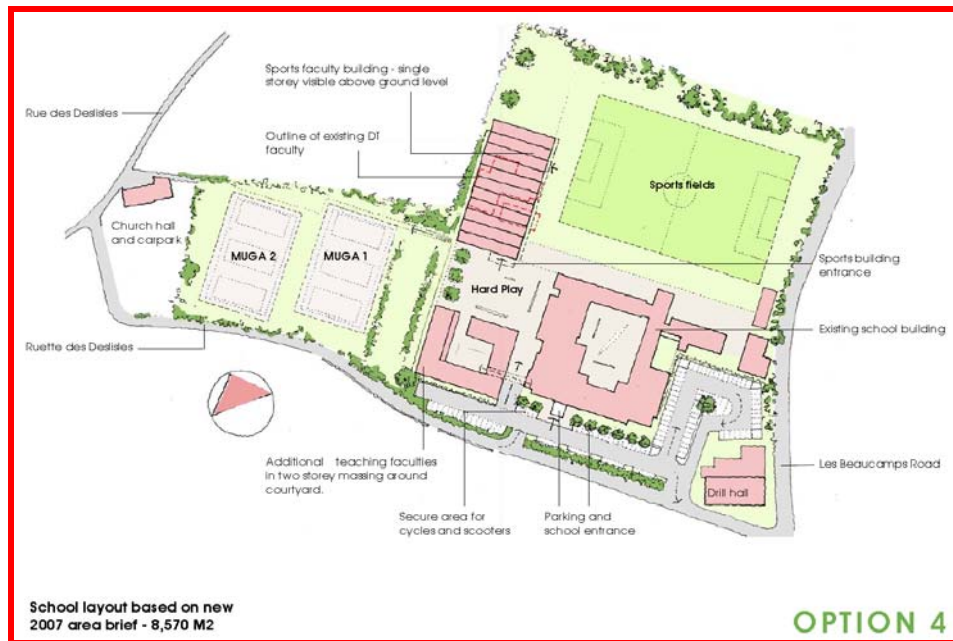 Sports faculty building - single
storey visible above ground level
Rue des Deslisles
Outline of existing DT
faculty
Sports fields
Church hall
and carpark
MUGA 2
MUGA 1
Sports building
entrance
Hard Play
Existing school building
Ruette des Deslisles
Additional teaching faculties
in two storey massing around
courtyard.
Les Beaucamps Road
Drill hall
Secure area for
cycles and scooters
Parking and
school entrance
School layout based on new
2007 area brief - 8,570 M2
OPTION 4